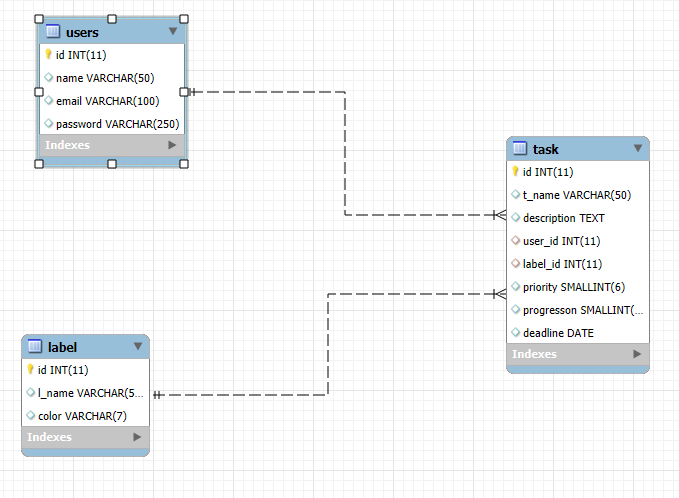 users
id INT(11)
name VARCHAR(50)
email VARCHAR(100)
password VARCHAR(250)
Indexes
task
id INT(11)
t_name VARCHAR(50)
description TEXT
user_id INT(11)
label_id INT(11)
priority SMALLINT(6)
progresson SMALLINT(...
deadline DATE
Indexes
label
id INT(11)
l_name VARCHAR(5...
color VARCHAR(7)
Indexes